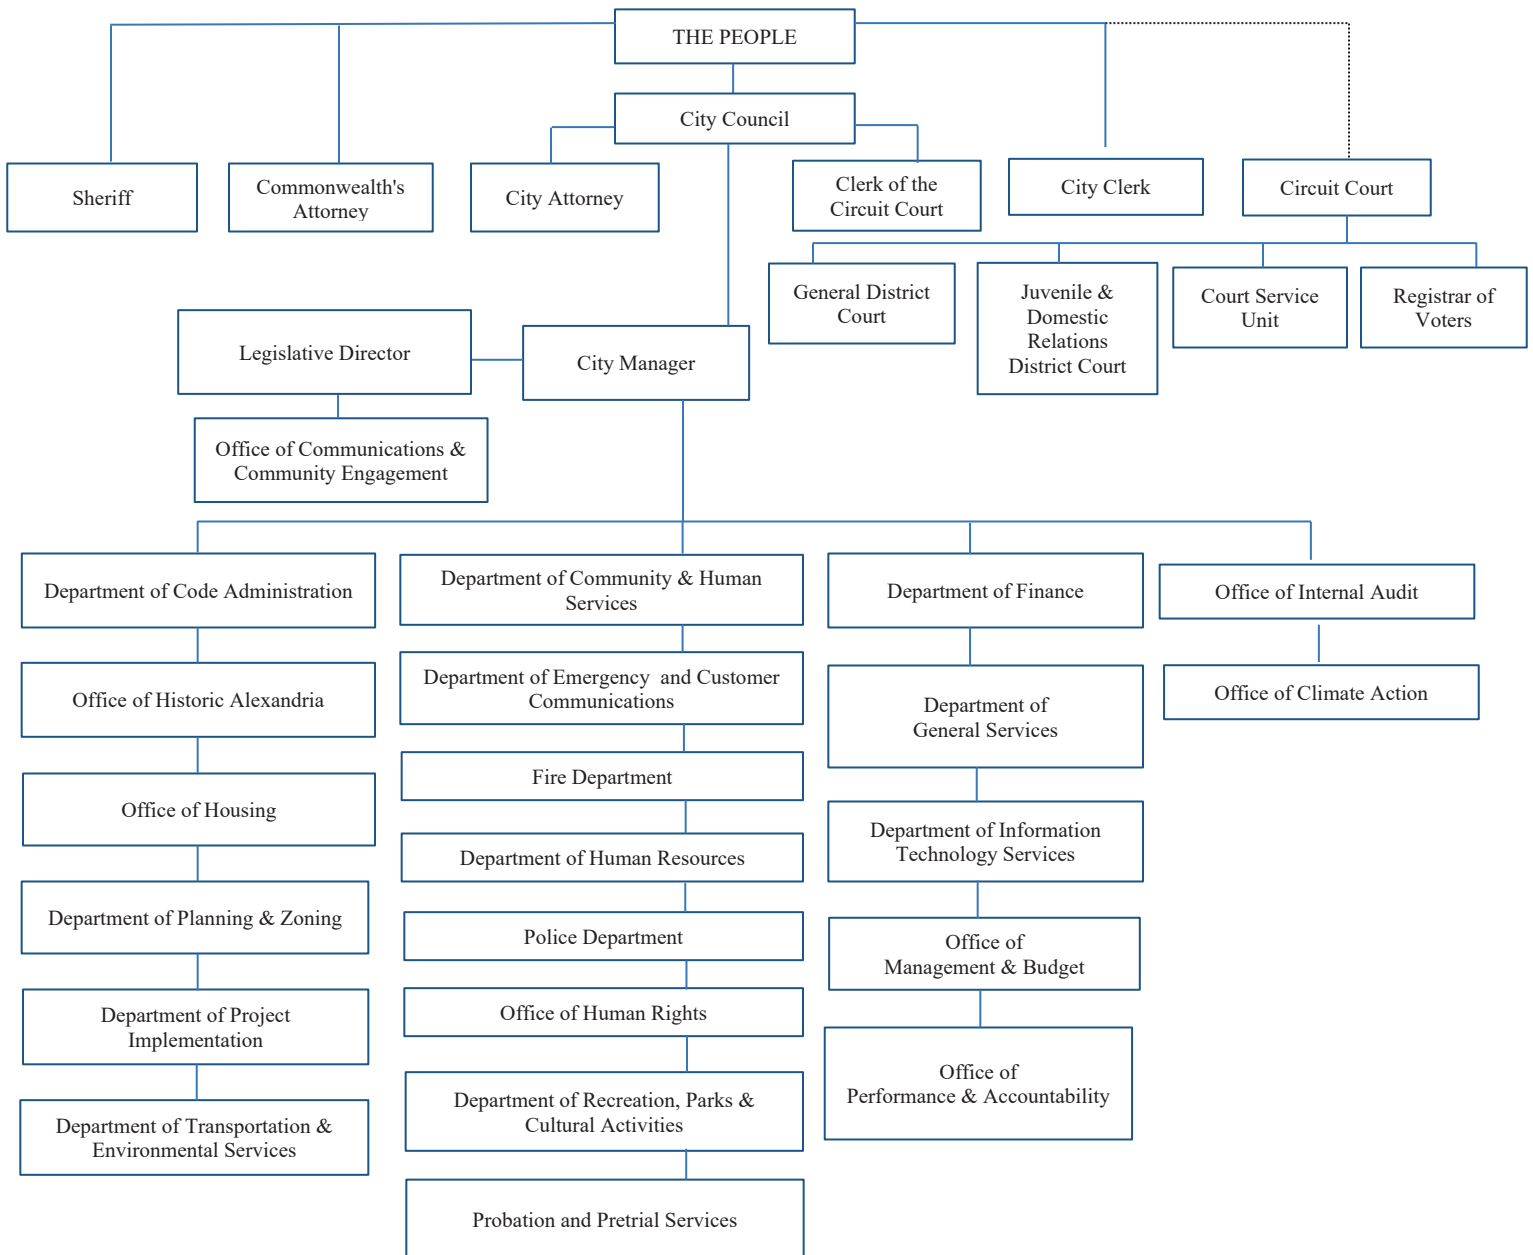 THE PEOPLE
City Council
Sheriff
Commonwealth's
Attorney
City Attorney
Clerk of the
Circuit Court
City Clerk
Circuit Court
General District
Court
Juvenile &
Domestic
Relations
District Court
Court Service
Unit
Registrar of
Voters
Legislative Director
City Manager
Office of Communications &
Community Engagement
Department of Code Administration
Office of Historic Alexandria
Office of Housing
Department of Planning & Zoning
Department of Project
Implementation
Department of Transportation &
Environmental Services
Department of Community & Human
Services
Department of Emergency and Customer
Communications
Fire Department
Department of Human Resources
Police Department
Office of Human Rights
Department of Recreation, Parks &
Cultural Activities
Probation and Pretrial Services
Department of Finance
Department of
General Services
Department of Information
Technology Services
Office of
Management & Budget
Office of
Performance & Accountability
Office of Internal Audit
Office of Climate Action